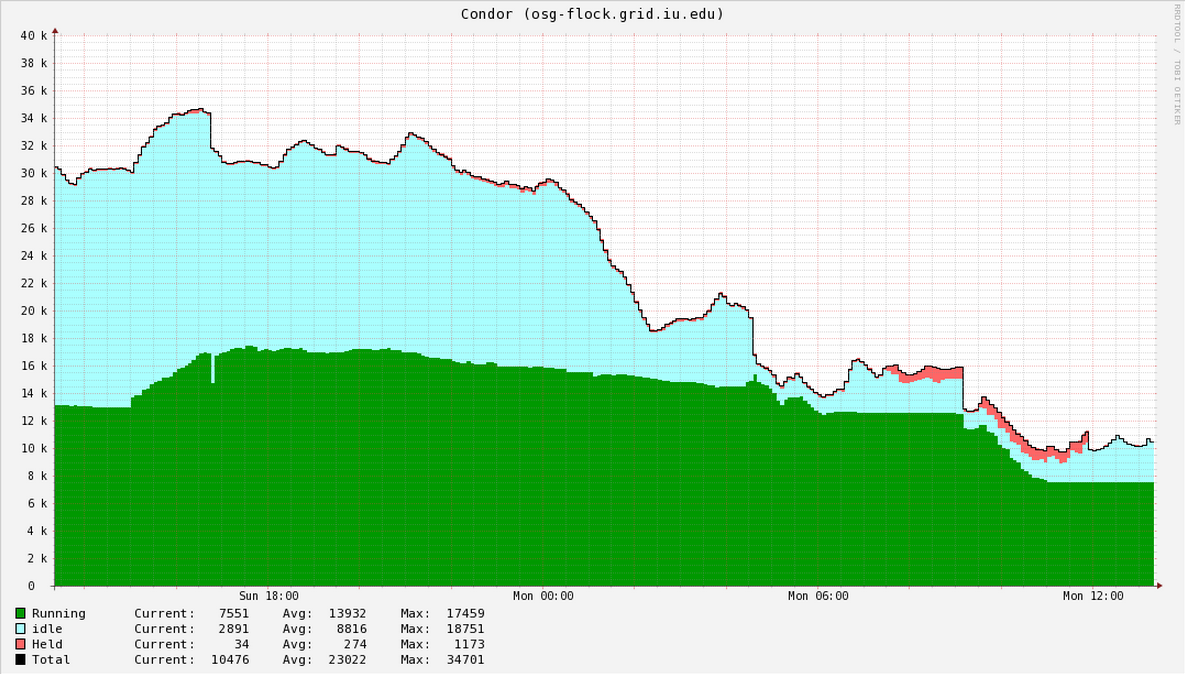 Condor (osg-flock.grid.iu.edu)
RRDTOOL / TOBI OETIKER
40 k
38 k
36 k
34 k
32 k
30 k
28 k
26 k
24 k
22 k
20 k
18 k
16 k
14 k
12 k
10 k
8 k
6 k
4 k
2 k
0
Sun 18:00 Mon 00:00 Mon 06:00 Mon 12:00
Running Current: 7551 Avg: 13932 Max: 17459
idle Current: 2891 Avg: 8816 Max: 18751
Held Current: 34 Avg: 274 Max: 1173
Total Current: 10476 Avg: 23022 Max: 34701